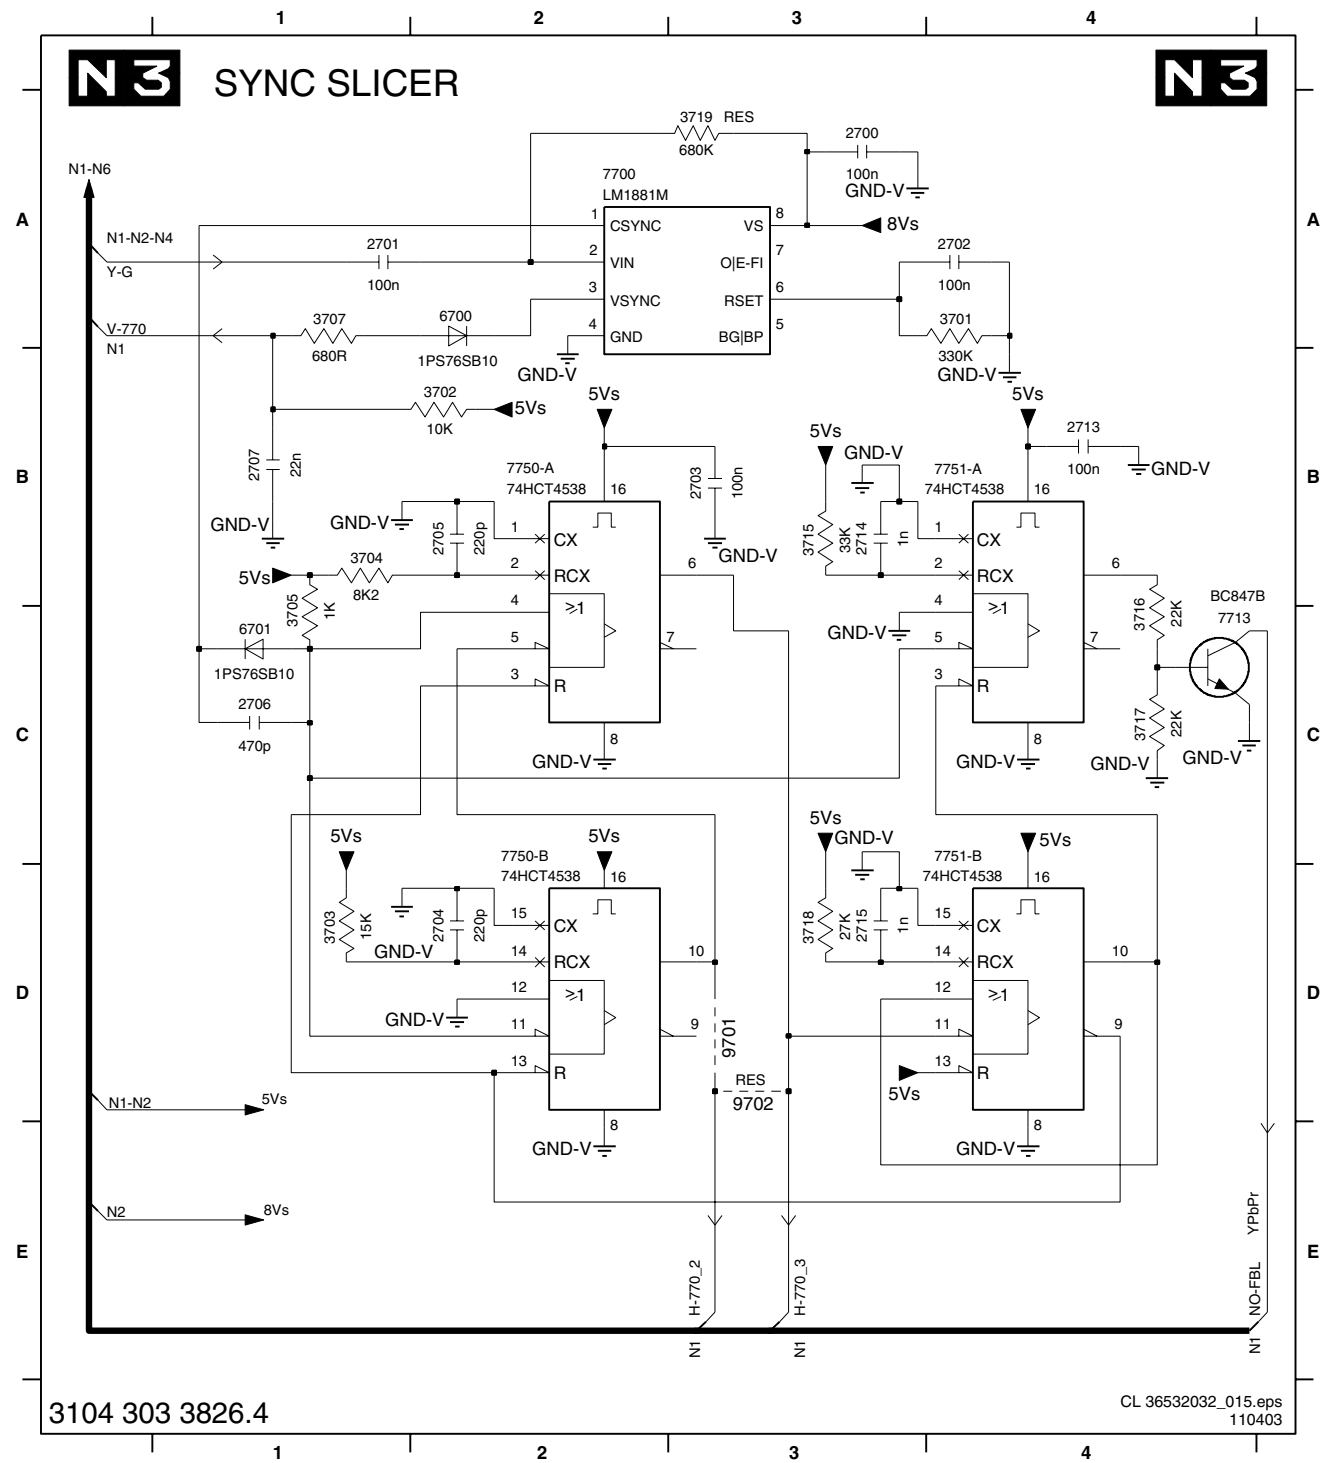 1 2 3 4
N3 SYNC SLICER N3
3719 RES
680K
2700
100n
GND-V
N1-N6
7700
LM1881M
A A
1 CSYNC VS 8
8Vs
N1-N2-N4
Y-G
2701
100n
2 VIN O|E-FI 7
2702
100n
3 VSYNC RSET 6
V-770
N1
3707
680R
6700
1PS76SB10
4 GND BG|BP 5
3701
330K
GND-V
GND-V
3702
10K
5Vs
5Vs
5Vs
5Vs
2713
100n
GND-V
2707
22n
GND-V
B B
7750-A
74HCT4538
16
2703
100n
GND-V
GND-V
7751-A
74HCT4538
16
GND-V
2705
220p
1 CX
3715
33K
2714
1n
1 CX
5Vs
3704
8K2
2 RCX
6
2 RCX
6
3705
1K
4 ≥1
GND-V
4 ≥1
3716
22K
BC847B
7713
6701
1PS76SB10
5
7
5
7
3 R
3 R
2706
470p
3717
22K
C C
8
GND-V
8
GND-V
GND-V
GND-V
5Vs
5Vs
5Vs
GND-V
5Vs
7750-B
74HCT4538
16
7751-B
74HCT4538
16
3703
15K
2704
220p
15 CX
3718
27K
2715
1n
15 CX
GND-V
14 RCX
10
14 RCX
10
D D
GND-V
12 ≥1
12 ≥1
11
9
9701
11
9
13 R
RES
9702
5Vs
13 R
N1-N2
5Vs
8
GND-V
8
GND-V
N2
8Vs
E E
H-770_2
N1
H-770_3
N1
NO-FBL YPbPr
N1
3104 303 3826.4
CL 36532032_015.eps
110403
1 2 3 4